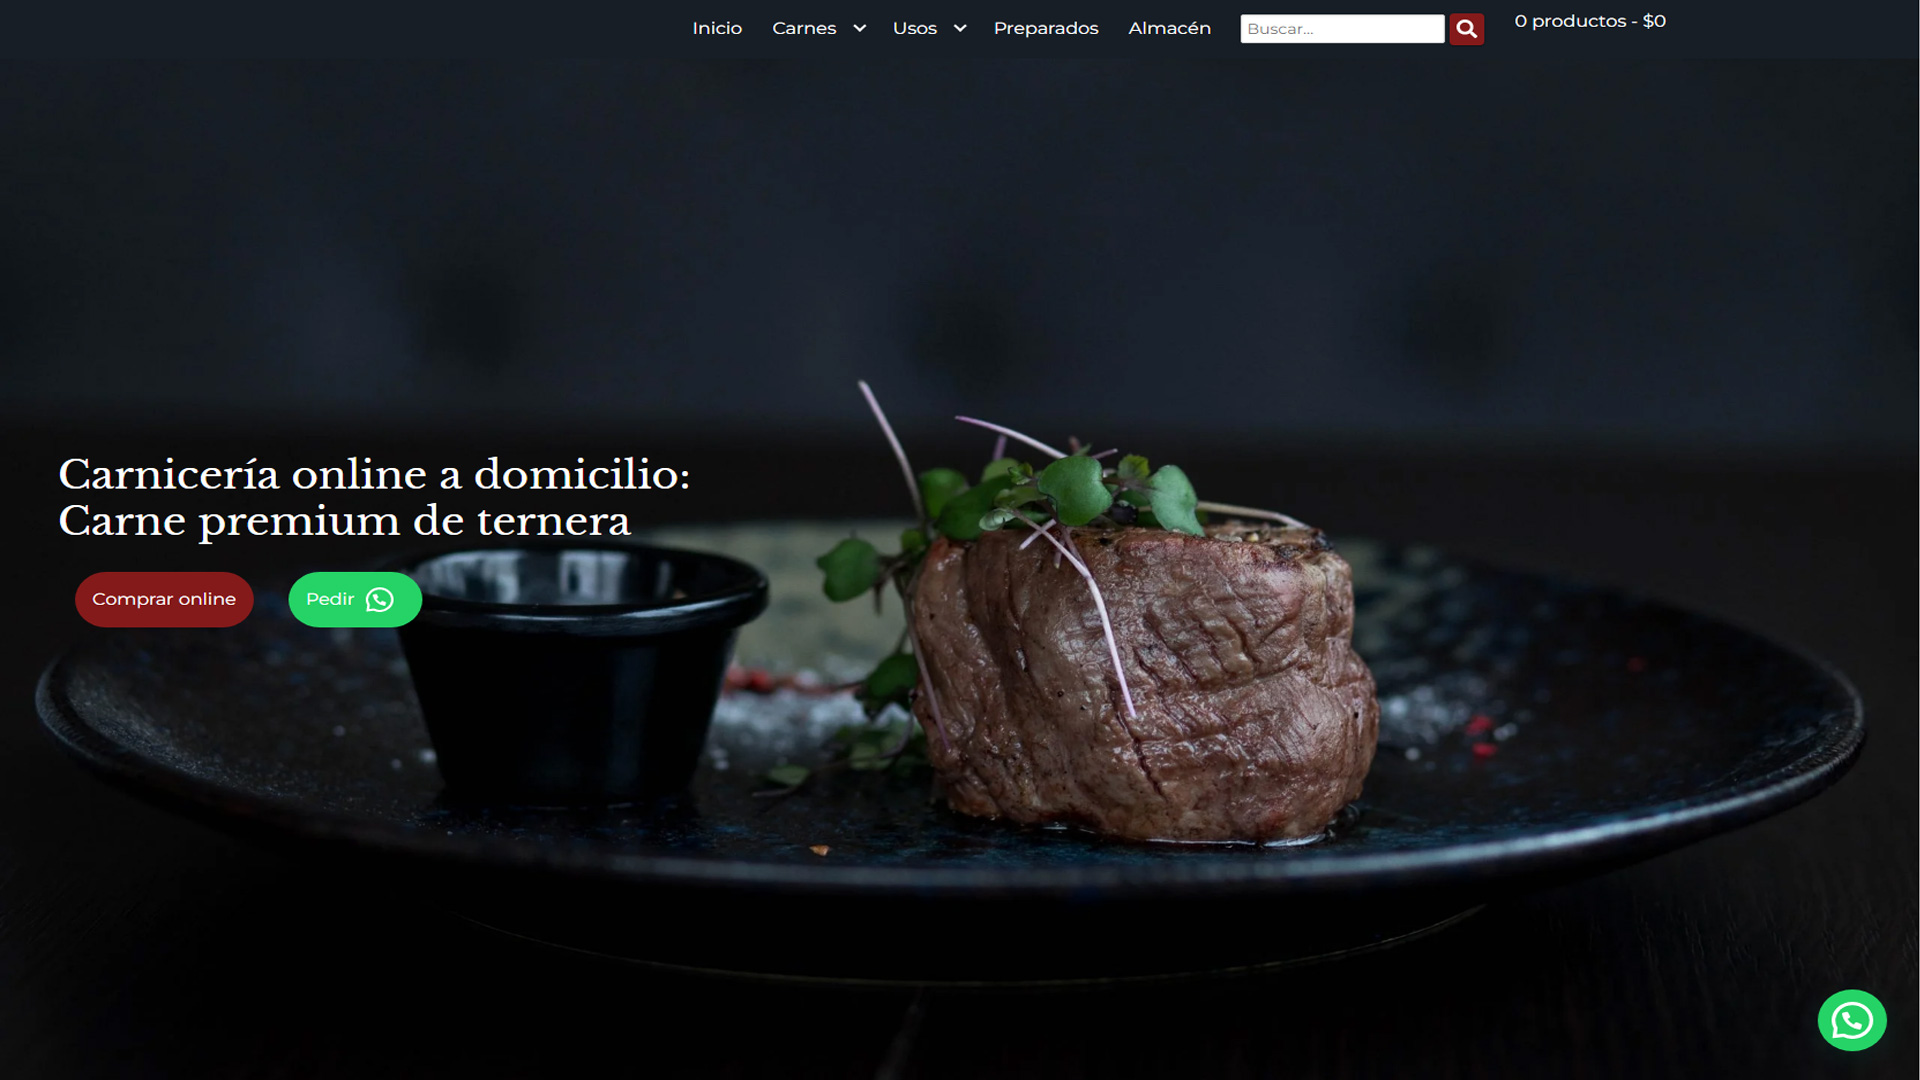 Inicio Carnes Usos Preparados Almacén Buscar... 0 productos - $0
Carnicería online a domicilio:
Carne premium de ternera
Comprar online Pedir